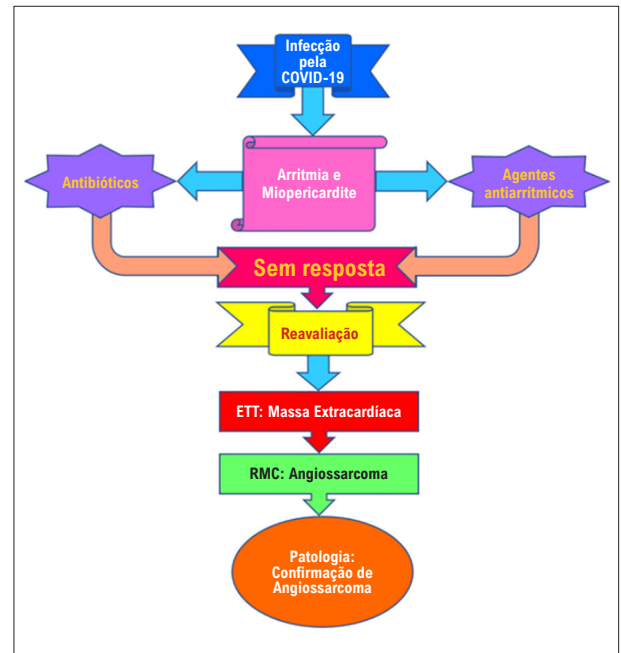 Infecção
pela
COVID-19
Arritmia e
Miopericardite
Antibióticos
Agentes
antiarrítmicos
Sem resposta
Reavaliação
ETT: Massa Extracardíaca
RMC: Angiossarcoma
Patologia:
Confirmação de
Angiossarcoma